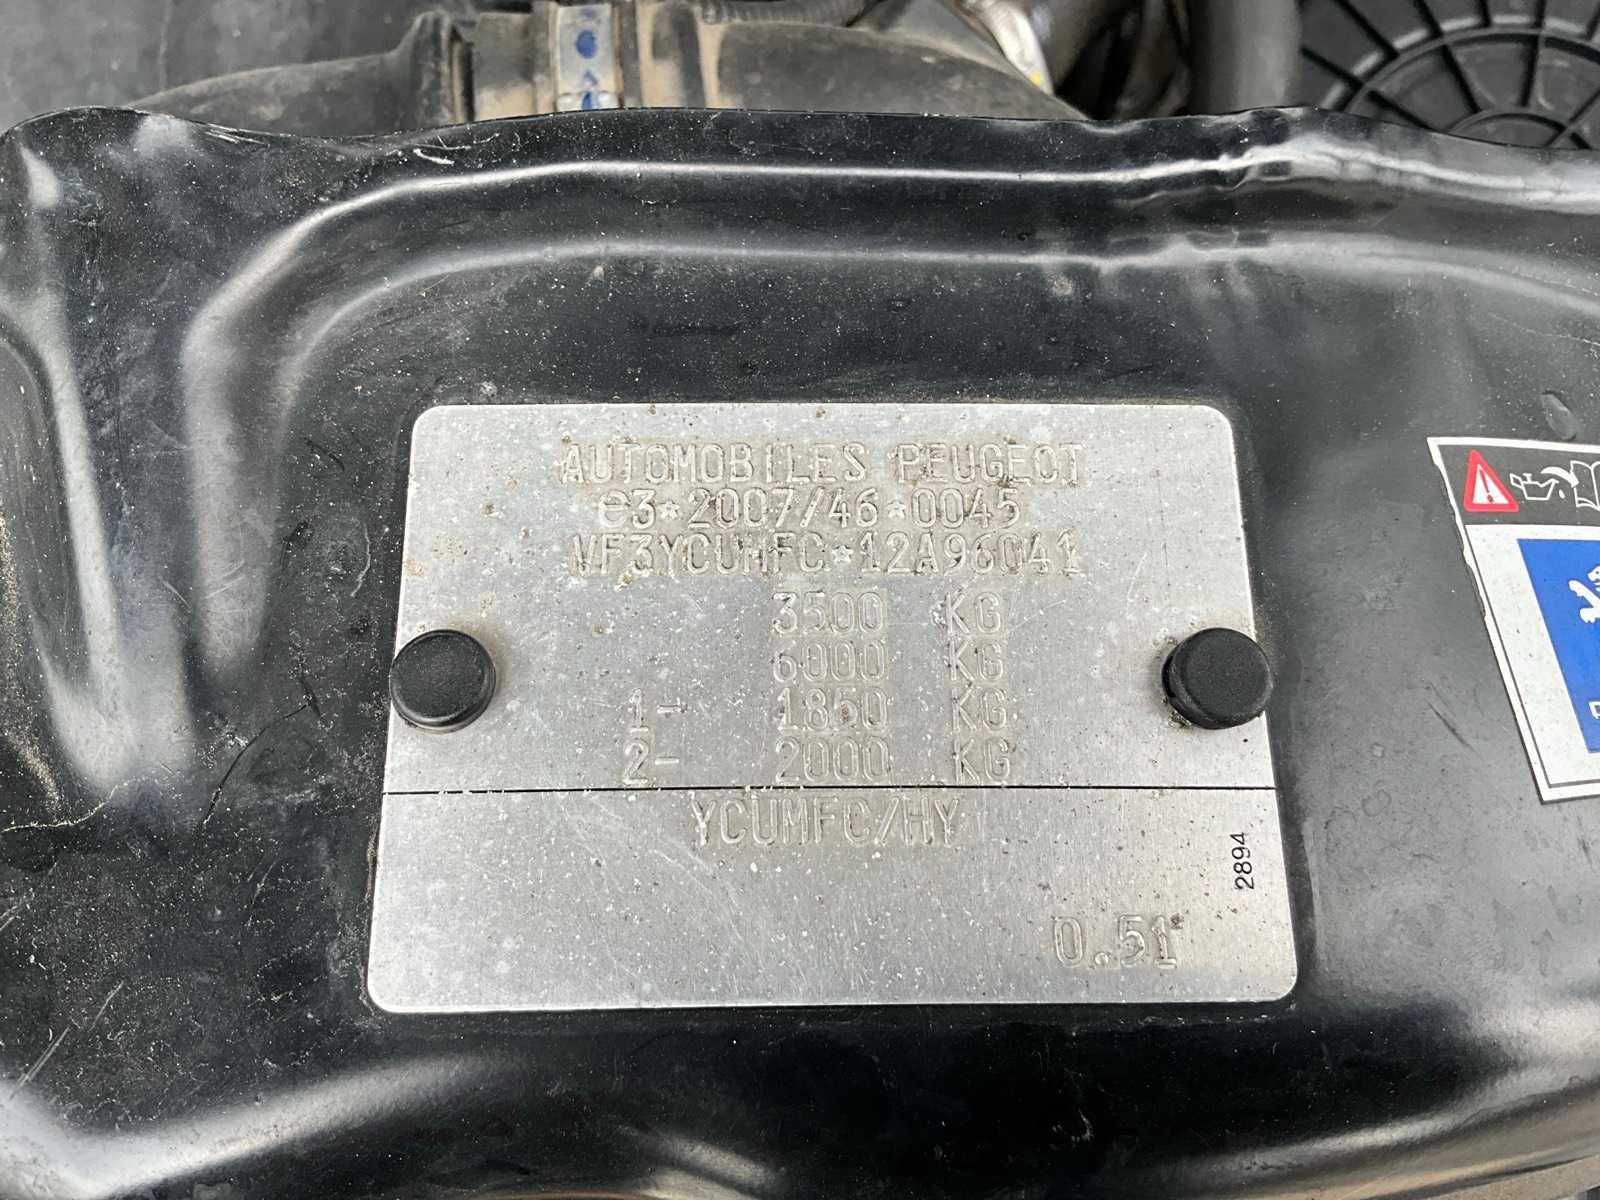 AUTOMOBILES PEUGEOT
e3*2007/46*0045
VF3YCUMFC*12A96041
3500 KG
6000 KG
1- 1850 KG
2- 2000 KG
YCUMFC/HY
2894
0.51